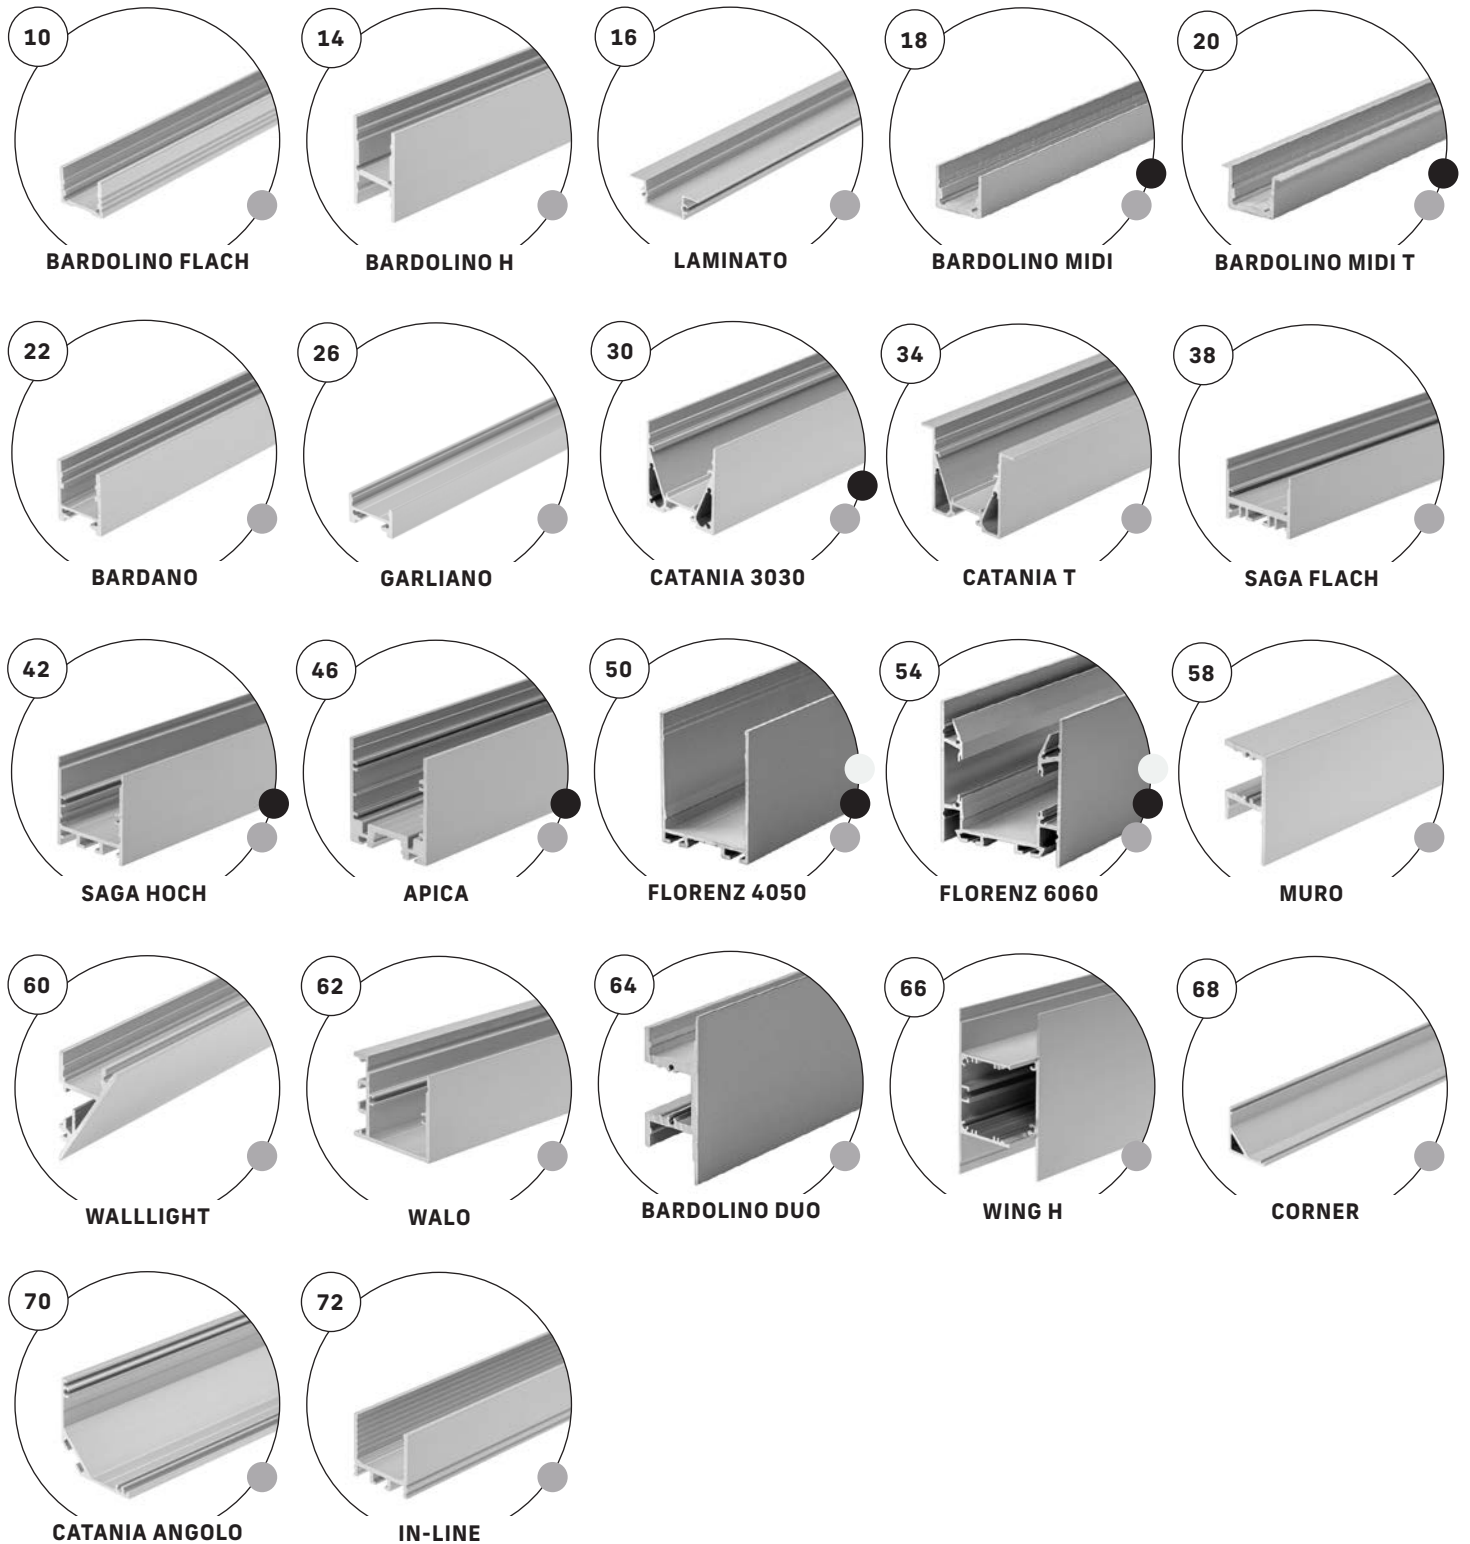 10
14
16
18
20
BARDOLINO FLACH
BARDOLINO H
LAMINATO
BARDOLINO MIDI
BARDOLINO MIDI T
22
26
30
34
38
BARDANO
GARLIANO
CATANIA 3030
CATANIA T
SAGA FLACH
42
46
50
54
58
SAGA HOCH
APICA
FLORENZ 4050
FLORENZ 6060
MURO
60
62
64
66
68
WALLLIGHT
WALO
BARDOLINO DUO
WING H
CORNER
70
72
CATANIA ANGOLO
IN-LINE